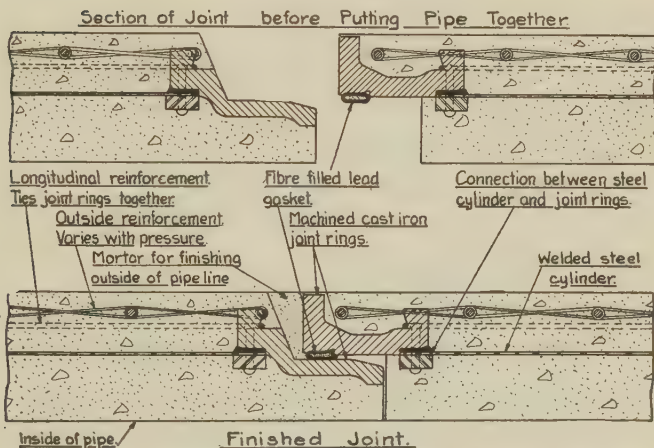 Section of Joint before Putting Pipe Together.
Longitudinal reinforcement.
Ties joint rings together.
Outside reinforcement.
Varies with pressure.
Mortar for finishing
outside of pipe line
Fibre filled lead
gasket.
Machined cast iron
joint rings.
Connection between steel
cylinder and joint rings.
Welded steel
cylinder.
Inside of pipe.
Finished Joint.